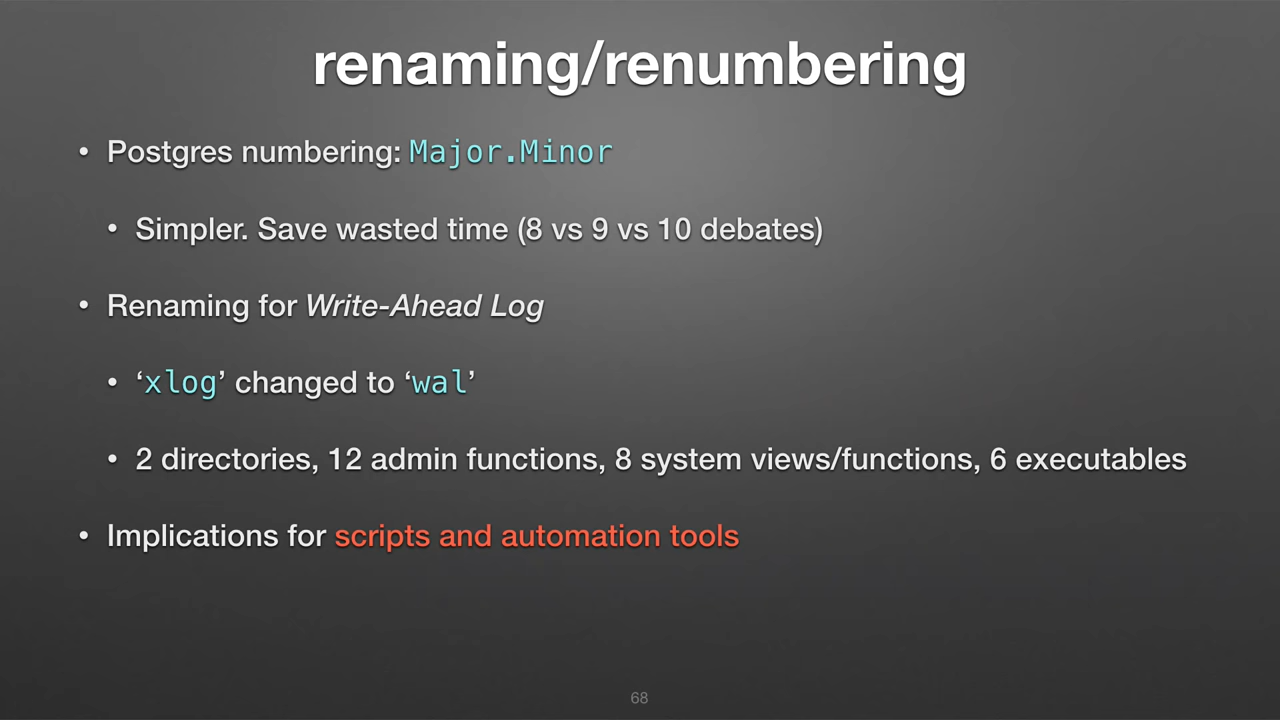 renaming/renumbering
• Postgres numbering: Major.Minor
• Simpler. Save wasted time (8 vs 9 vs 10 debates)
• Renaming for Write-Ahead Log
• ‘xlog’ changed to ‘wal’
• 2 directories, 12 admin functions, 8 system views/functions, 6 executables
• Implications for scripts and automation tools
68